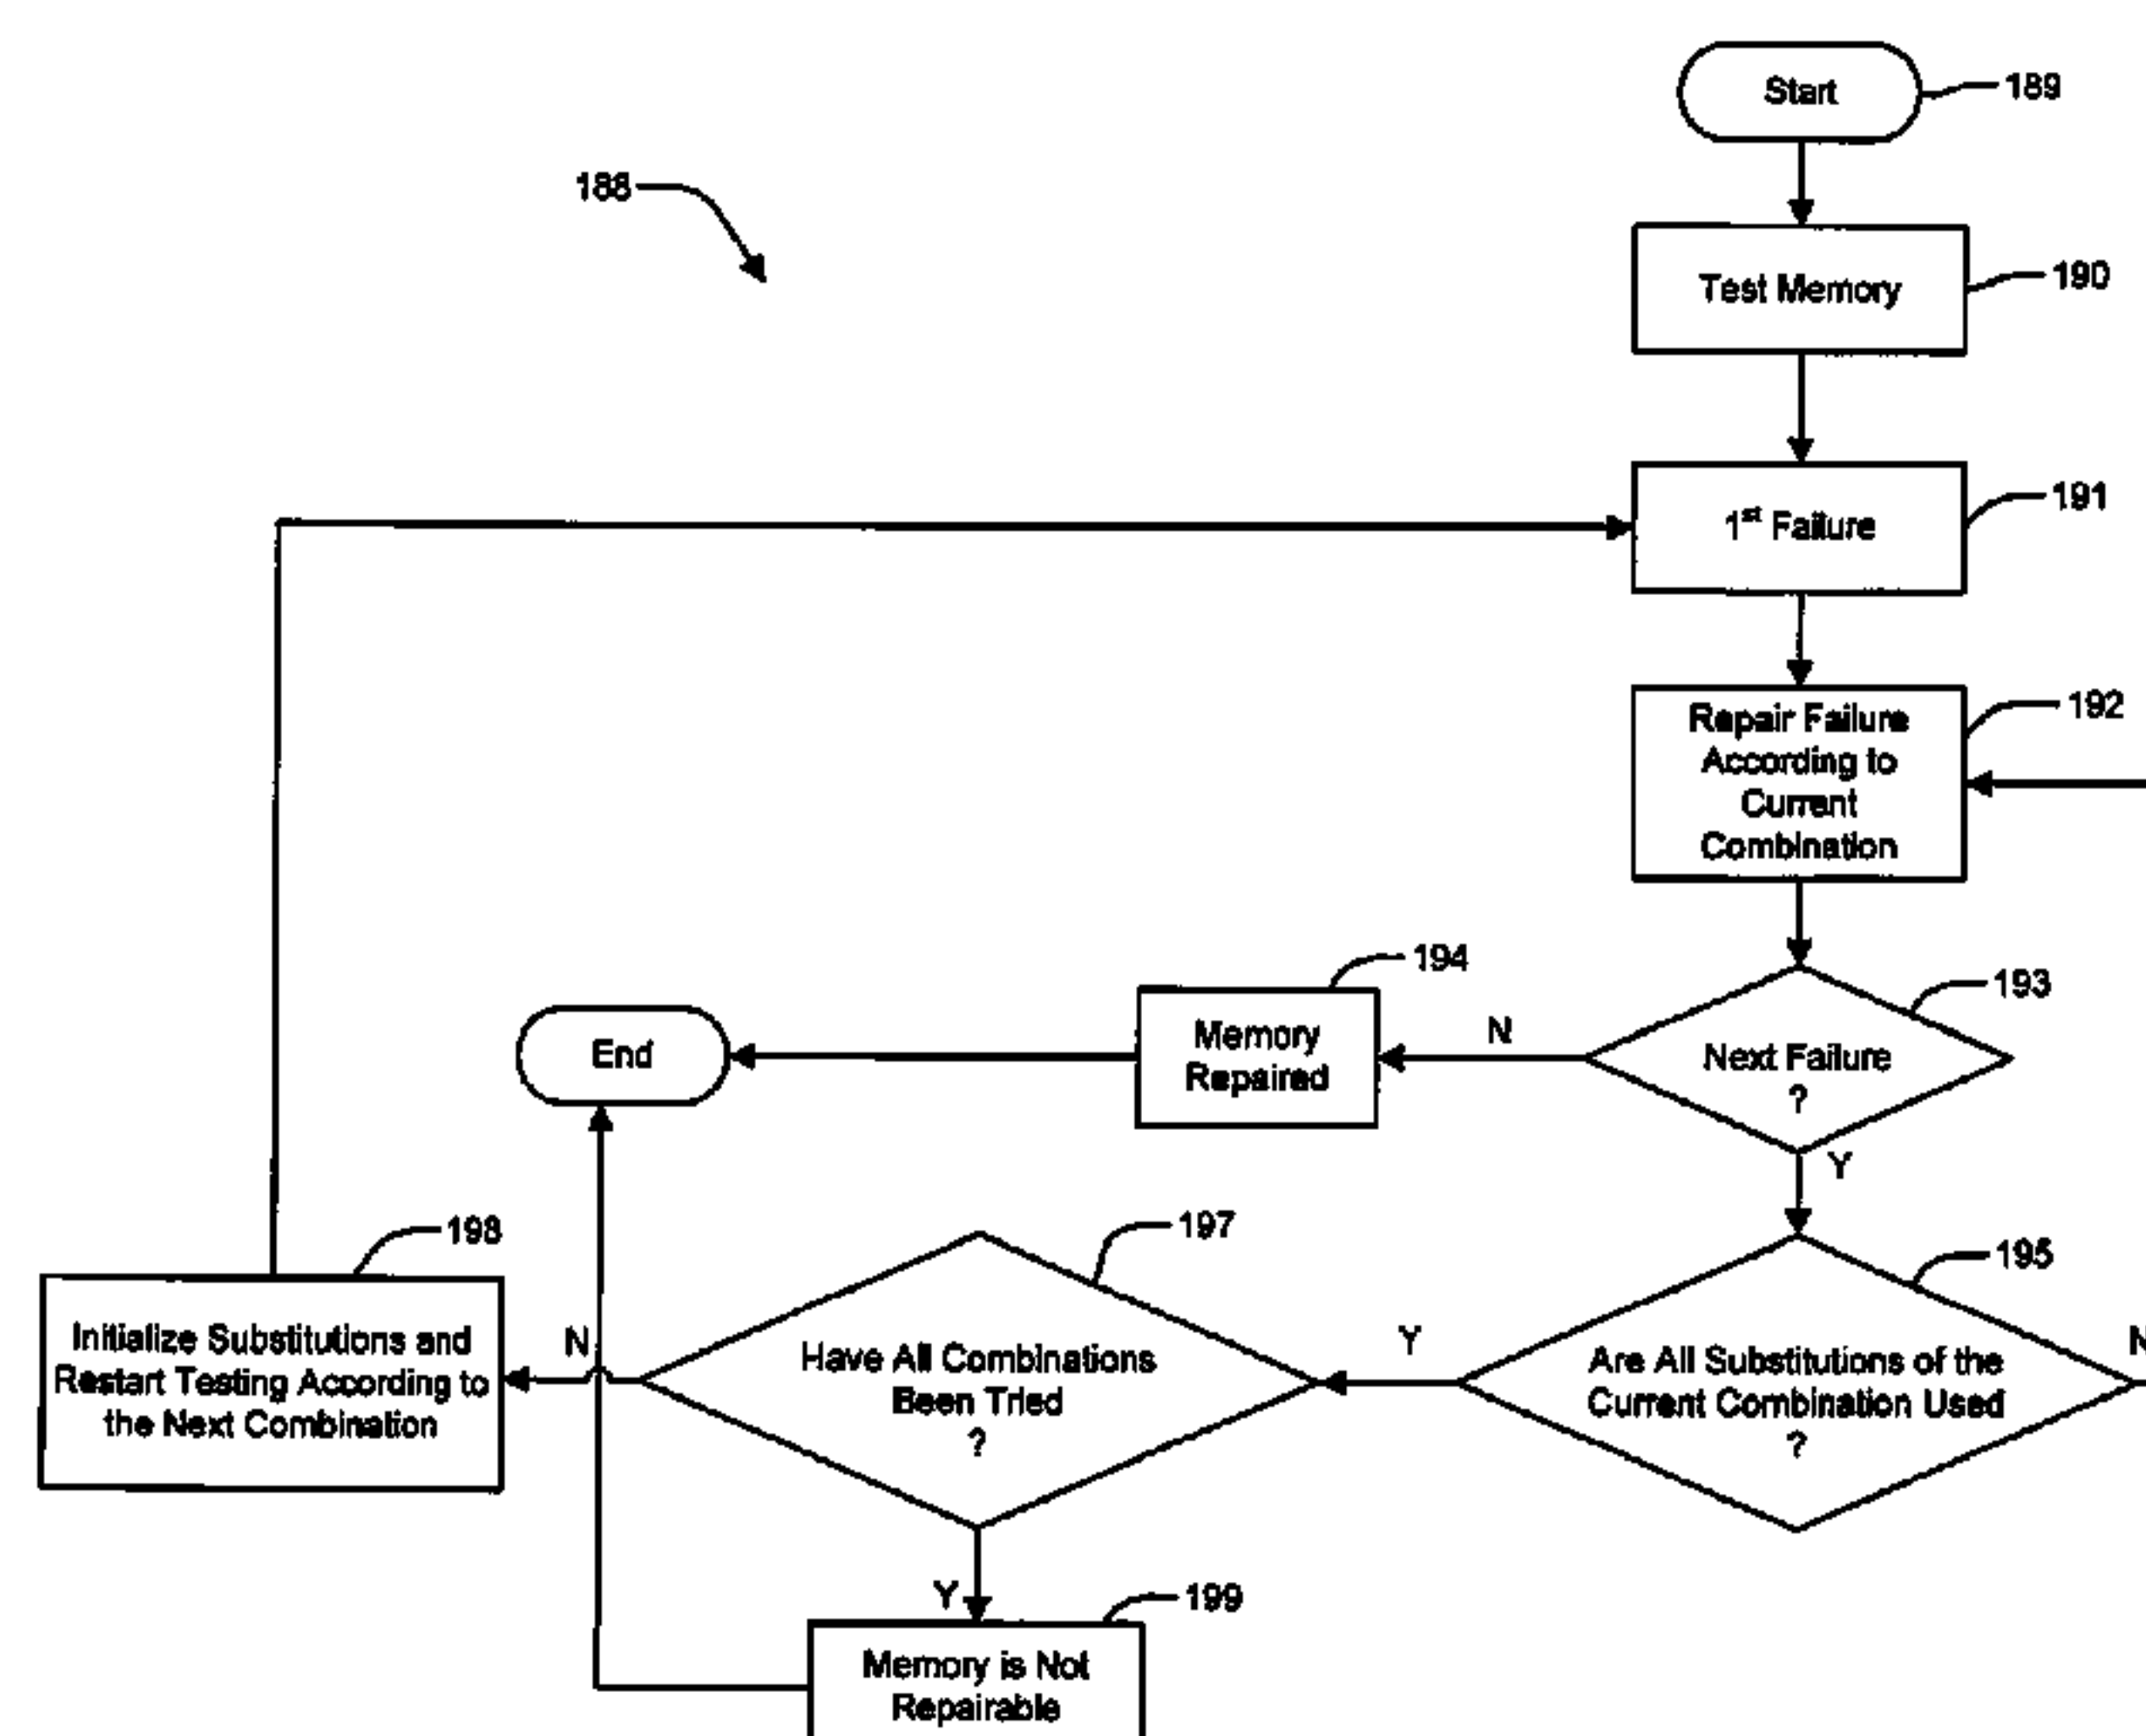 Start
189
188
Test Memory
190
1st Failure
191
Repair Failure
According to
Current
Combination
192
194
193
Memory
Repaired
End
N
Next Failure
?
Y
198
197
195
Initialize Substitutions and
Restart Testing According to
the Next Combination
N
Have All Combinations
Been Tried
?
Y
Are All Substitutions of the
Current Combination Used
?
N
Y
199
Memory is Not
Repairable